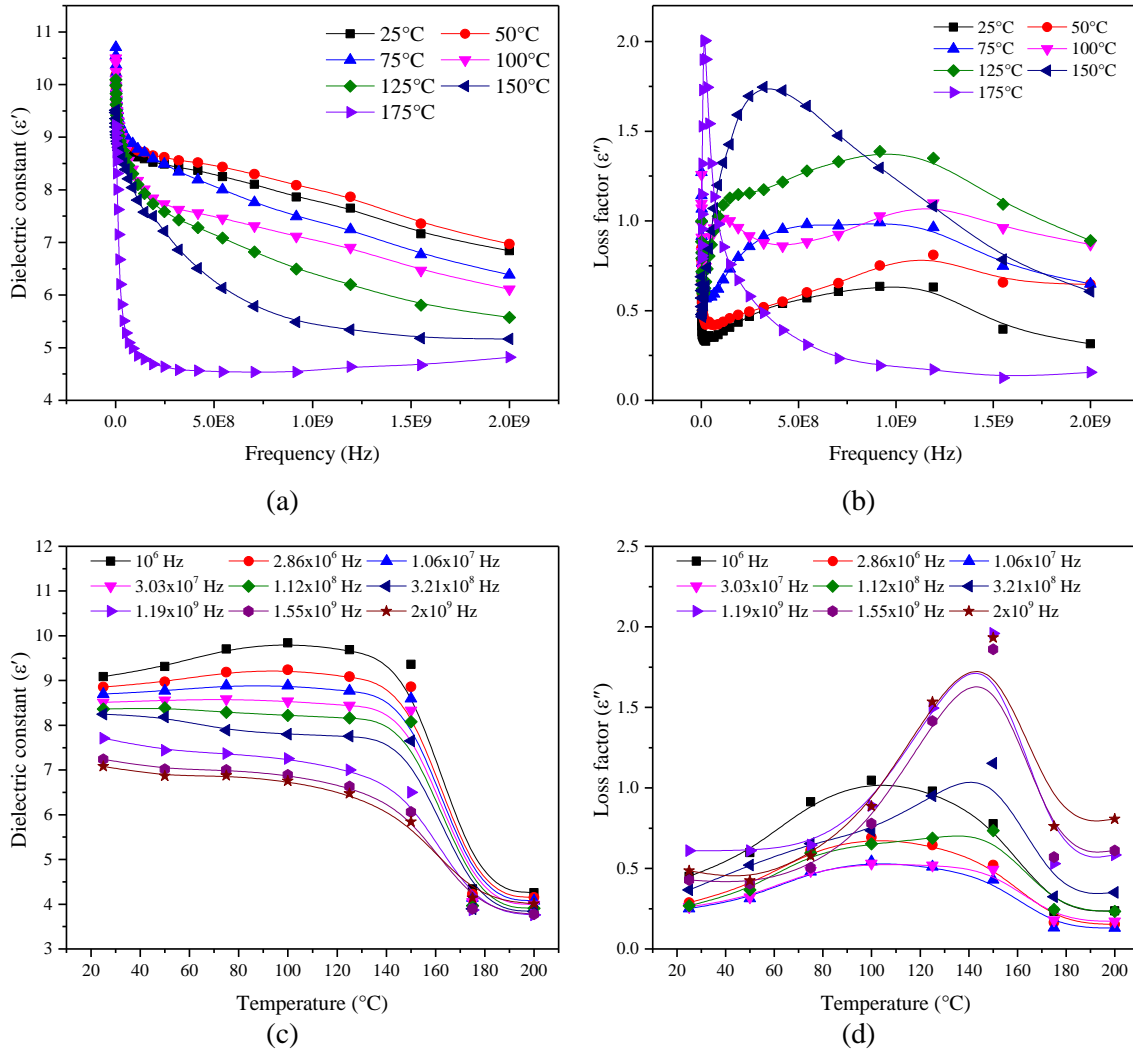 25°C 50°C
75°C 100°C
125°C 150°C
175°C
Dielectric constant (ε′)
11
10
9
8
7
6
5
4
0.0 5.0E8 1.0E9 1.5E9 2.0E9
Frequency (Hz)
(a)
25°C 50°C
75°C 100°C
125°C 150°C
175°C
Loss factor (ε″)
2.0
1.5
1.0
0.5
0.0
0.0 5.0E8 1.0E9 1.5E9 2.0E9
Frequency (Hz)
(b)
10⁶ Hz 2.86x10⁶ Hz 1.06x10⁷ Hz
3.03x10⁷ Hz 1.12x10⁸ Hz 3.21x10⁸ Hz
1.19x10⁹ Hz 1.55x10⁹ Hz 2x10⁹ Hz
Dielectric constant (ε′)
12
11
10
9
8
7
6
5
4
3
20 40 60 80 100 120 140 160 180 200
Temperature (°C)
(c)
10⁶ Hz 2.86x10⁶ Hz 1.06x10⁷ Hz
3.03x10⁷ Hz 1.12x10⁸ Hz 3.21x10⁸ Hz
1.19x10⁹ Hz 1.55x10⁹ Hz 2x10⁹ Hz
Loss factor (ε″)
2.5
2.0
1.5
1.0
0.5
0.0
20 40 60 80 100 120 140 160 180 200
Temperature (°C)
(d)